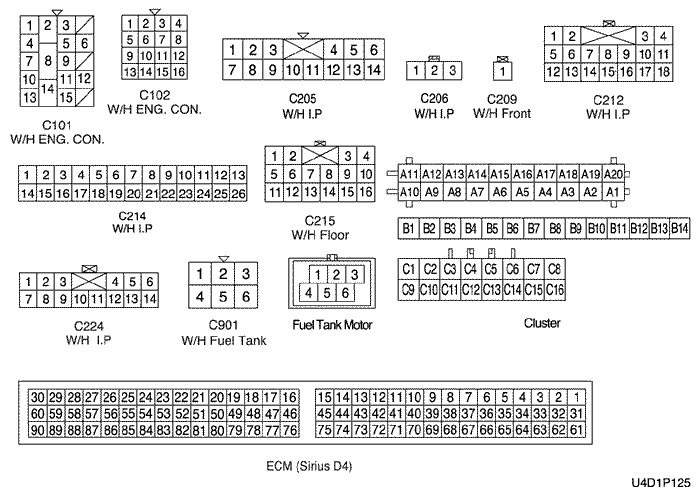 1 2 3
4 5 6
7 8 9
10 11 12
13 14 15
C101
W/H ENG. CON.
1 2 3 4
5 6 7 8
9 10 11 12
13 14 15 16
C102
W/H ENG. CON.
1 2 3 4 5 6
7 8 9 10 11 12 13 14
C205
W/H I.P
1 2 3
C206
W/H I.P
1
C209
W/H Front
1 2 3 4
5 6 7 8 9 10 11
12 13 14 15 16 17 18
C212
W/H I.P
1 2 3 4 5 6 7 8 9 10 11 12 13
14 15 16 17 18 19 20 21 22 23 24 25 26
C214
W/H I.P
1 2 3 4
5 6 7 8 9 10
11 12 13 14 15 16
C215
W/H Floor
A11 A12 A13 A14 A15 A16 A17 A18 A19 A20
A10 A9 A8 A7 A6 A5 A4 A3 A2 A1
B1 B2 B3 B4 B5 B6 B7 B8 B9 B10 B11 B12 B13 B14
C1 C2 C3 C4 C5 C6 C7 C8
C9 C10 C11 C12 C13 C14 C15 C16
Cluster
1 2 3 4 5 6
7 8 9 10 11 12 13 14
C224
W/H I.P
1 2 3
4 5 6
C901
W/H Fuel Tank
1 2 3
4 5 6
Fuel Tank Motor
30 29 28 27 26 25 24 23 22 21 20 19 18 17 16 15 14 13 12 11 10 9 8 7 6 5 4 3 2 1
60 59 58 57 56 55 54 53 52 51 50 49 48 47 46 45 44 43 42 41 40 39 38 37 36 35 34 33 32 31
90 89 88 87 86 85 84 83 82 81 80 79 78 77 76 75 74 73 72 71 70 69 68 67 66 65 64 63 62 61
ECM (Sirius D4)
U4D1P125